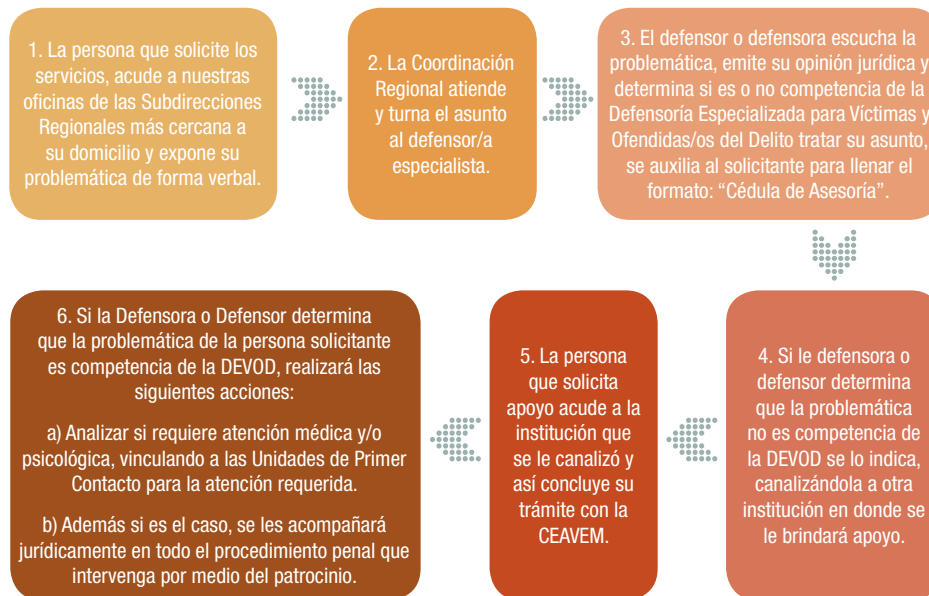 1. La persona que solicite los
servicios, acude a nuestras
oficinas de las Subdirecciones
Regionales más cercana a
su domicilio y expone su
problemática de forma verbal.
2. La Coordinación
Regional atiende
y turna el asunto
al defensor/a
especialista.
3. El defensor o defensora escucha la
problemática, emite su opinión jurídica y
determina si es o no competencia de la
Defensoría Especializada para Víctimas y
Ofendidas/os del Delito tratar su asunto,
se auxilia al solicitante para llenar el
formato: “Cédula de Asesoría”.
4. Si le defensora o
defensor determina
que la problemática
no es competencia de
la DEVOD se lo indica,
canalizándola a otra
institución en donde se
le brindará apoyo.
5. La persona
que solicita
apoyo acude a la
institución que
se le canalizó y
así concluye su
trámite con la
CEAVEM.
6. Si la Defensora o Defensor determina
que la problemática de la persona solicitante
es competencia de la DEVOD, realizará las
siguientes acciones:
a) Analizar si requiere atención médica y/o
psicológica, vinculando a las Unidades de Primer
Contacto para la atención requerida.
b) Además si es el caso, se les acompañará
jurídicamente en todo el procedimiento penal que
intervenga por medio del patrocinio.